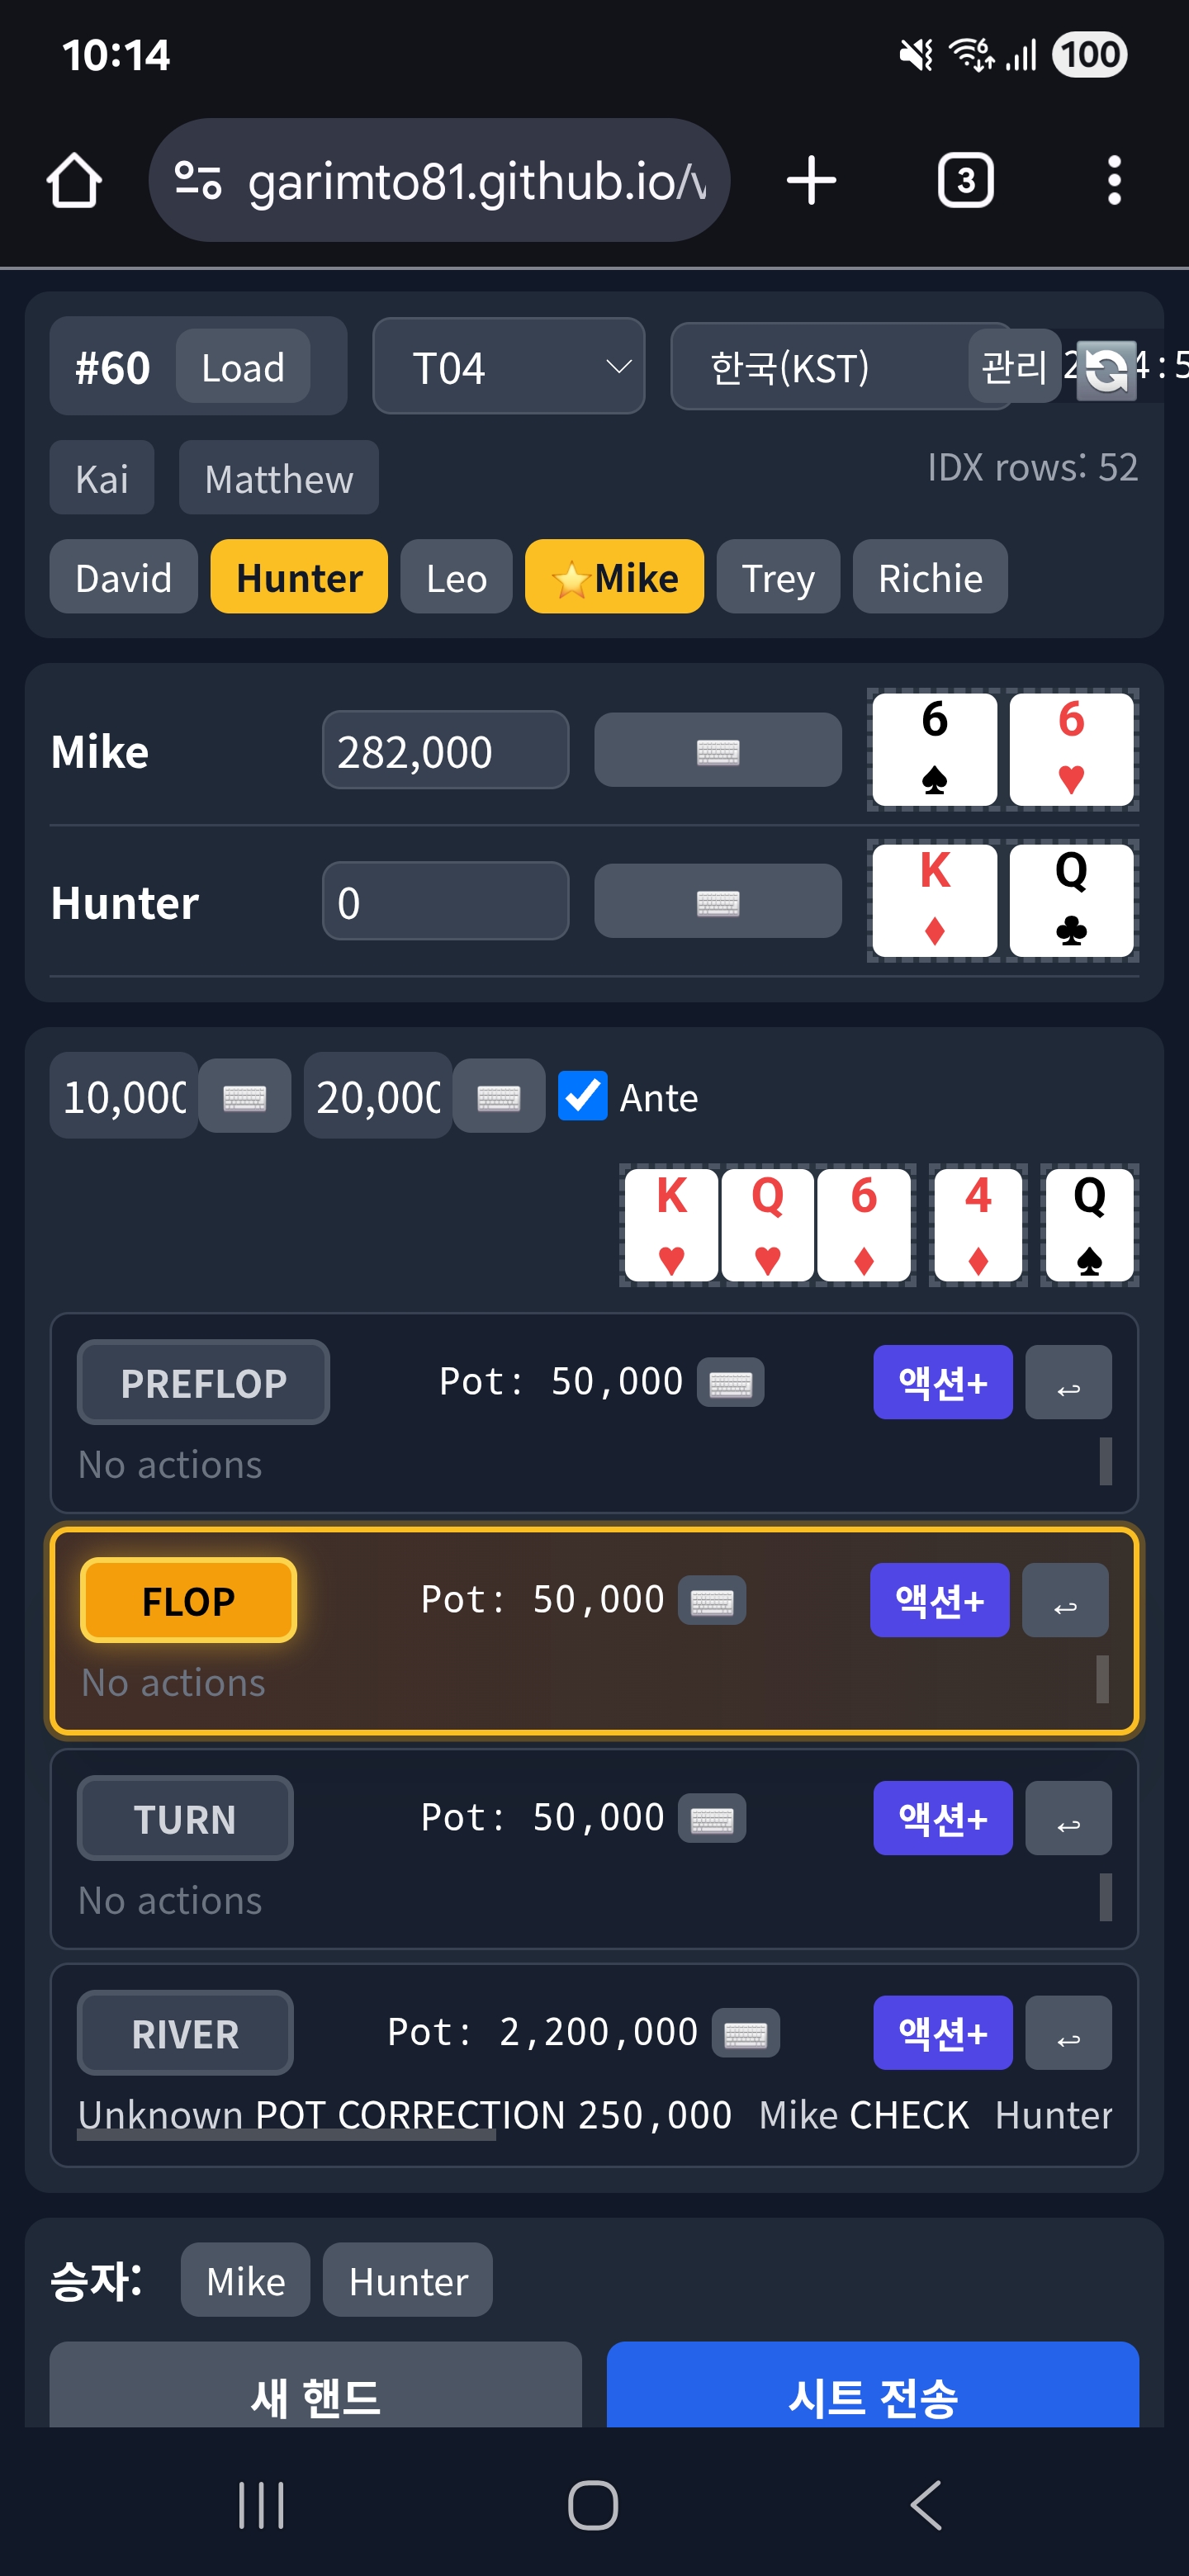 10:14 6 100
garimto81.github.io/v 3
#60 Load T04 한국(KST) 관리
Kai Matthew IDX rows: 52
David Hunter Leo ⭐Mike Trey Richie
Mike 282,000 6♠ 6♥
Hunter 0 K♦ Q♣
10,000 20,000 Ante
K♥ Q♥ 6♦ 4♦ Q♠
PREFLOP Pot: 50,000 액션+ ↩
No actions
FLOP Pot: 50,000 액션+ ↩
No actions
TURN Pot: 50,000 액션+ ↩
No actions
RIVER Pot: 2,200,000 액션+ ↩
Unknown POT CORRECTION 250,000 Mike CHECK Hunter
승자: Mike Hunter
새 핸드 시트 전송